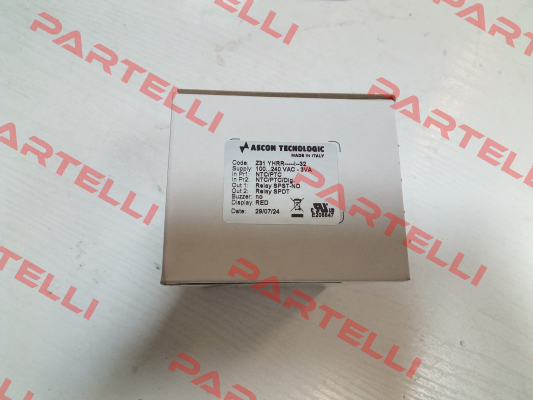 ASCON TECNOLOGIC
MADE IN ITALY
Code: Z31 YHRR-----I--32
Supply: 100...240 VAC - 3VA
In Pr1: NTC/PTC
In Pr2: NTC/PTC/Dig
Out 1: Relay SPST-NO
Out 2: Relay SPDT
Buzzer: no
Display: RED
Date: 29/07/24
E206847
PARTELLI
PARTELLI
PARTELLI
PARTELLI
PARTELLI
PARTELLI
PARTELLI